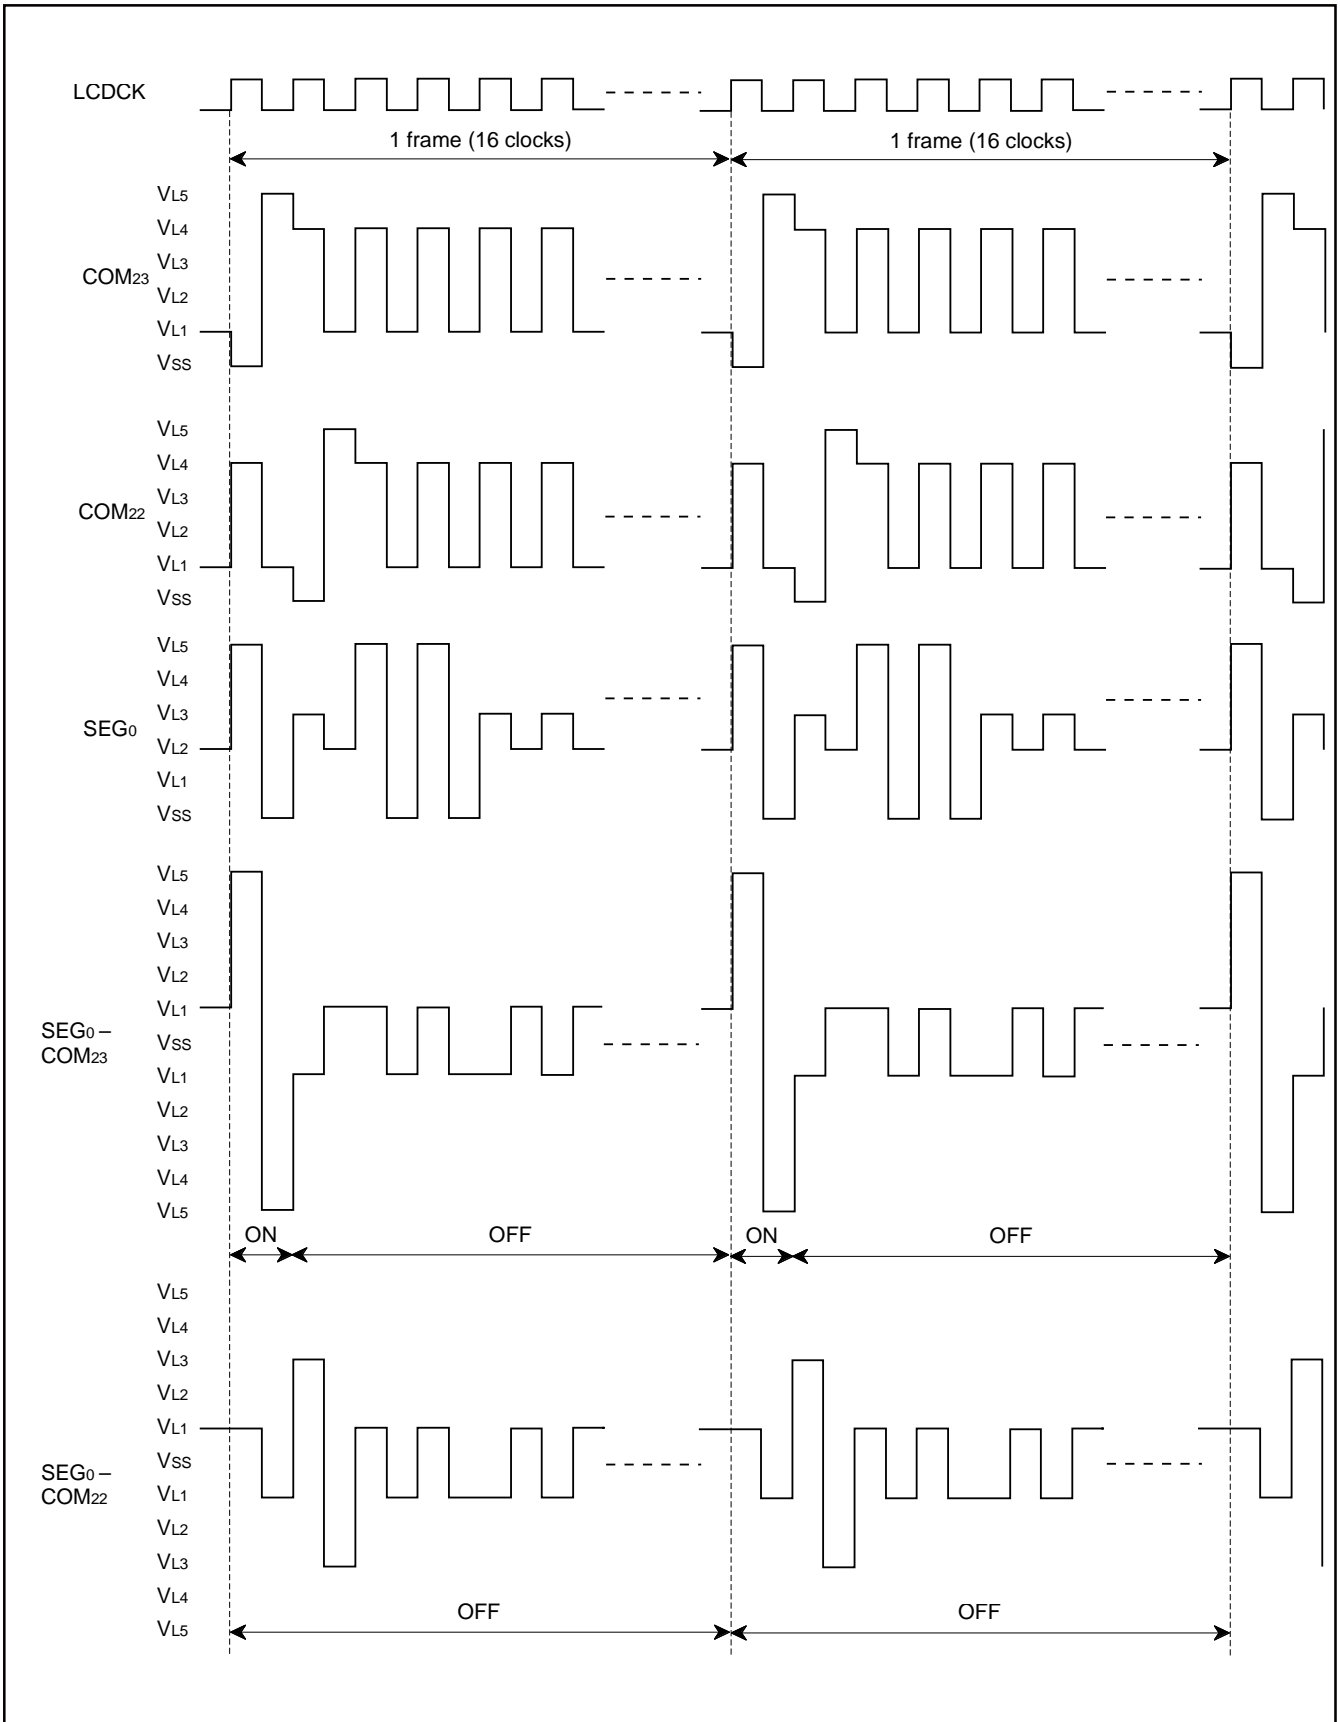 LCDCK
1 frame (16 clocks) 1 frame (16 clocks)
VL5
VL4
VL3
COM23
VL2
VL1
VSS
VL5
VL4
VL3
COM22
VL2
VL1
VSS
VL5
VL4
VL3
SEG0
VL2
VL1
VSS
VL5
VL4
VL3
VL2
VL1
SEG0 –
COM23
VSS
VL1
VL2
VL3
VL4
VL5
ON OFF ON OFF
VL5
VL4
VL3
VL2
VL1
VSS
SEG0 –
COM22
VL1
VL2
VL3
VL4
VL5
OFF OFF